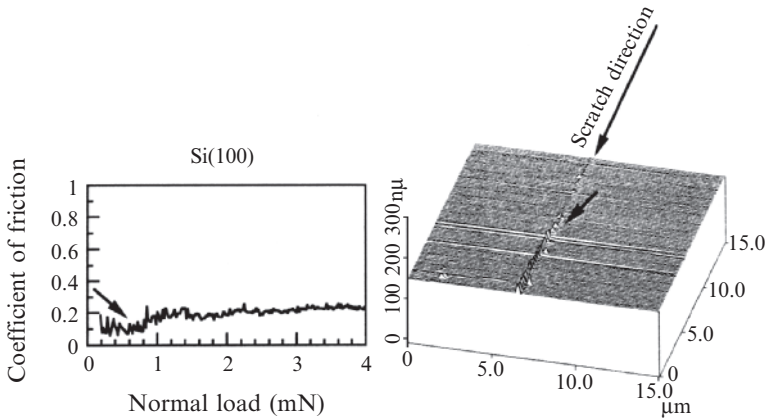 Si(100)
Coefficient of friction
1
0.8
0.6
0.4
0.2
0
0 1 2 3 4
Normal load (mN)
Scratch direction
300nμ
200
100
0
0 5.0 10.0 15.0
μm
15.0
10.0
5.0
0